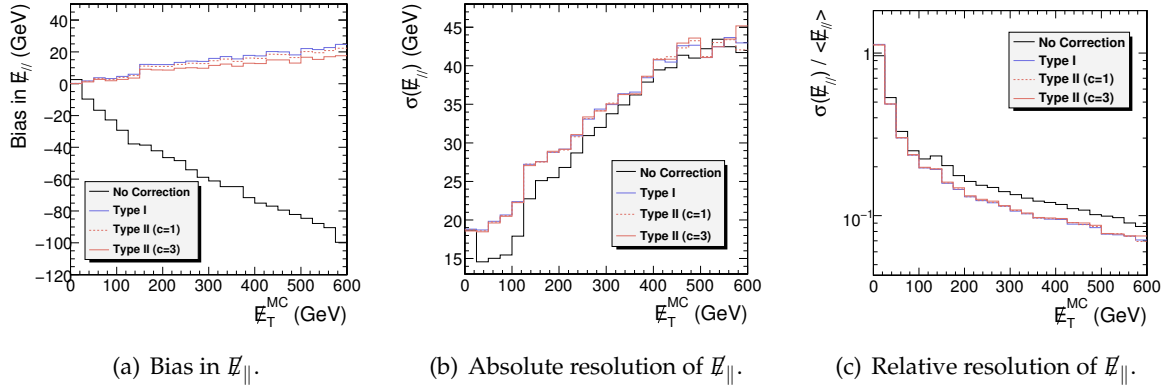 Bias in E̸// (GeV)
40
20
0
−20
−40
−60
−80
−100
−120
No Correction
Type I
Type II (c=1)
Type II (c=3)
0 100 200 300 400 500 600
E̸_T^MC (GeV)
σ(E̸//) (GeV)
45
40
35
30
25
20
15
No Correction
Type I
Type II (c=1)
Type II (c=3)
0 100 200 300 400 500 600
E̸_T^MC (GeV)
σ(E̸//) / <E̸//>
1
10⁻¹
No Correction
Type I
Type II (c=1)
Type II (c=3)
0 100 200 300 400 500 600
E̸_T^MC (GeV)
(a) Bias in E̸∥.
(b) Absolute resolution of E̸∥.
(c) Relative resolution of E̸∥.